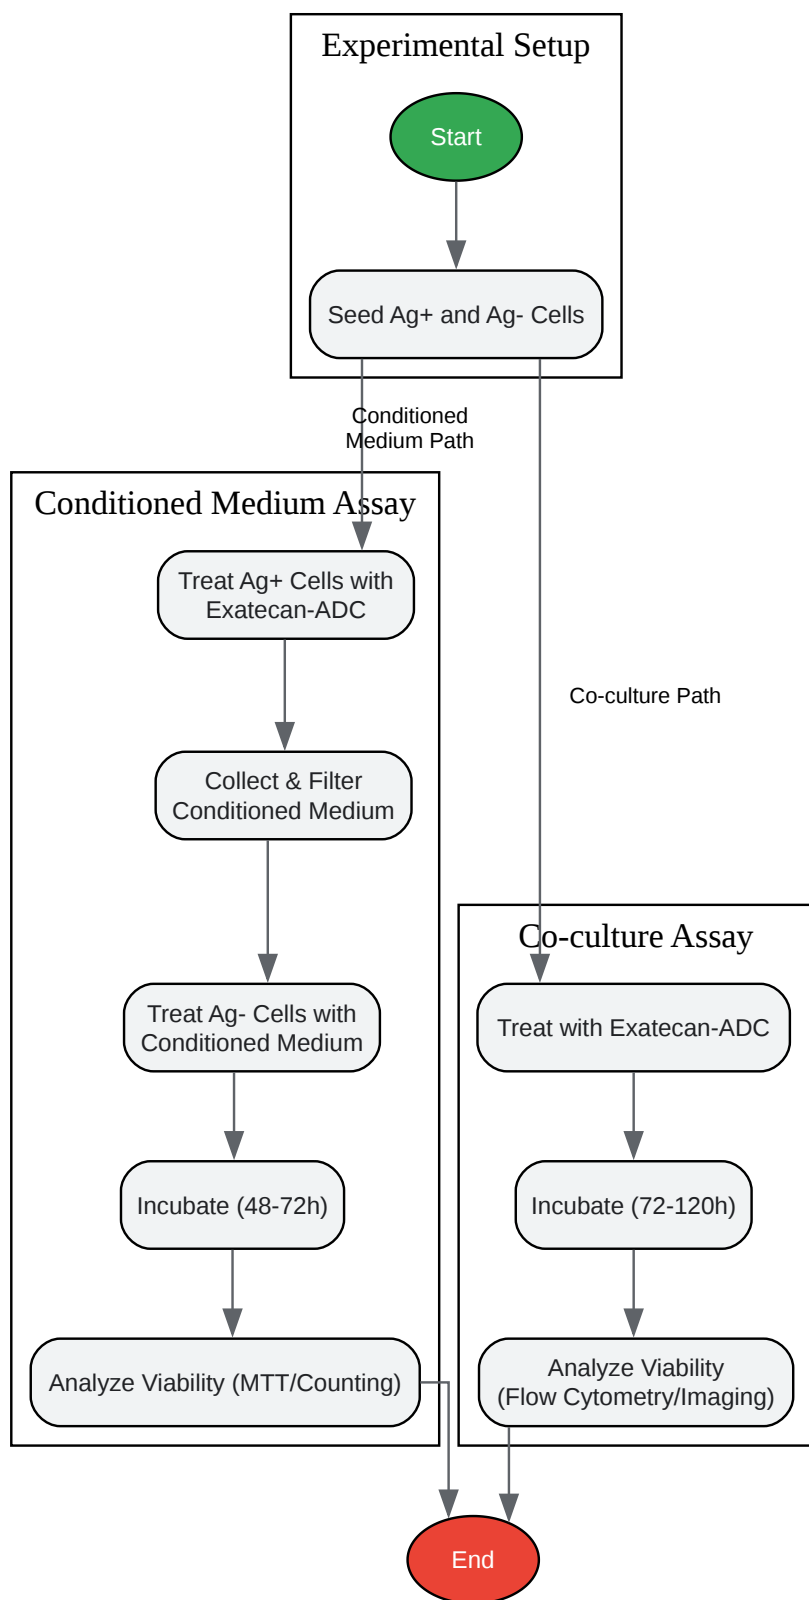 Experimental Setup
Start
Seed Ag+ and Ag- Cells
Conditioned
Medium Path
Conditioned Medium Assay
Treat Ag+ Cells with
Exatecan-ADC
Collect & Filter
Conditioned Medium
Treat Ag- Cells with
Conditioned Medium
Incubate (48-72h)
Analyze Viability (MTT/Counting)
Co-culture Path
Co-culture Assay
Treat with Exatecan-ADC
Incubate (72-120h)
Analyze Viability
(Flow Cytometry/Imaging)
End